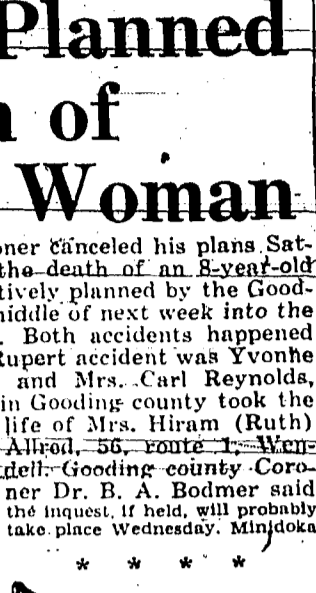 Planned
of
Woman
oner canceled his plans Sat-
the death of an 8-year-old
tively planned by the Good-
middle of next week into the
. Both accidents happened
Rupert accident was Yvonne
and Mrs. Carl Reynolds,
in Gooding county took the
life of Mrs. Hiram (Ruth)
Allrod, 56, route 1, Wen-
dell. Gooding county Coro-
ner Dr. B. A. Bodmer said
the inquest, if held, will probably
take place Wednesday. Minidoka
* * * *